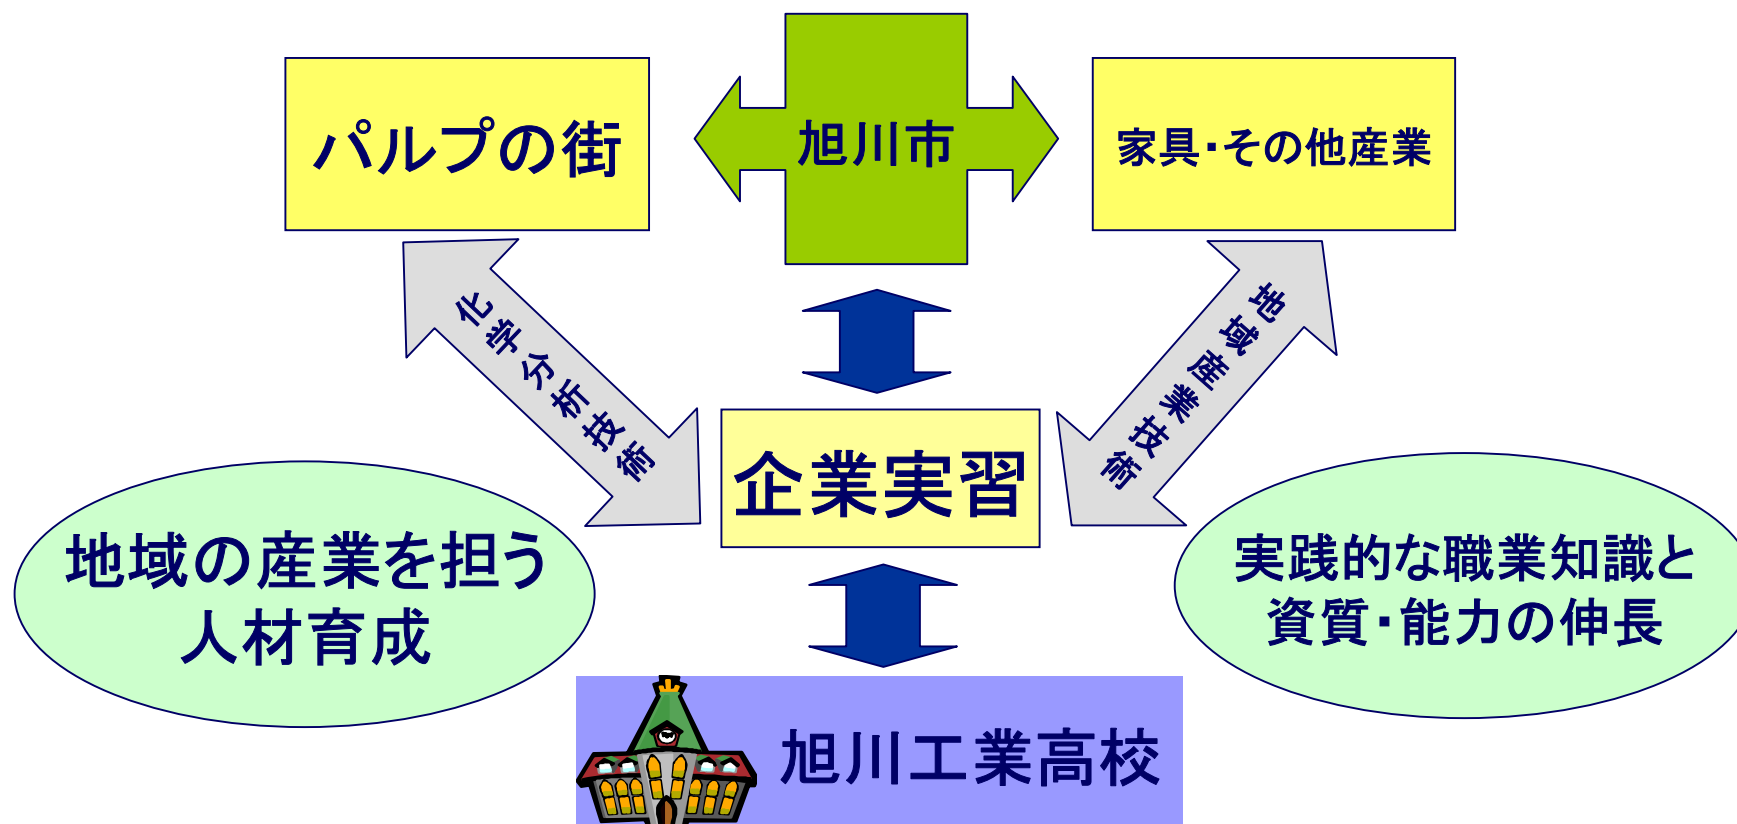 パルプの街
旭川市
家具・その他産業
化学分析技術
地域産業技術
企業実習
地域の産業を担う
人材育成
実践的な職業知識と
資質・能力の伸長
旭川工業高校